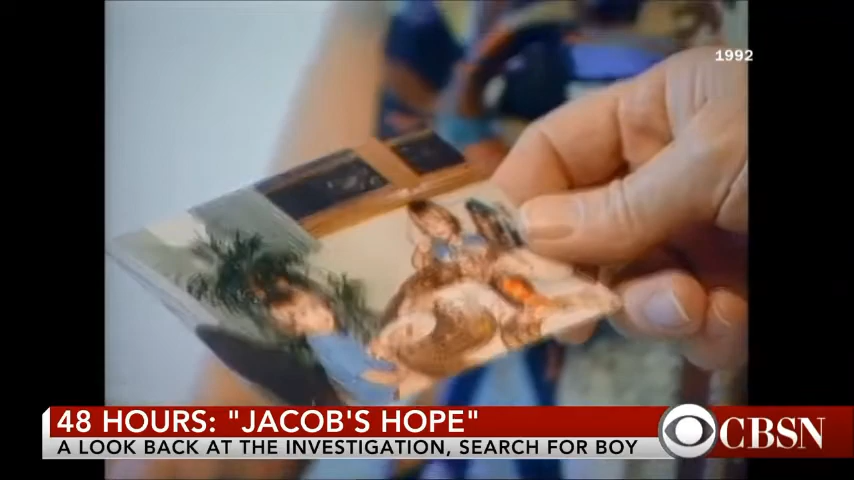 1992
48 HOURS: "JACOB'S HOPE"
A LOOK BACK AT THE INVESTIGATION, SEARCH FOR BOY
CBSN